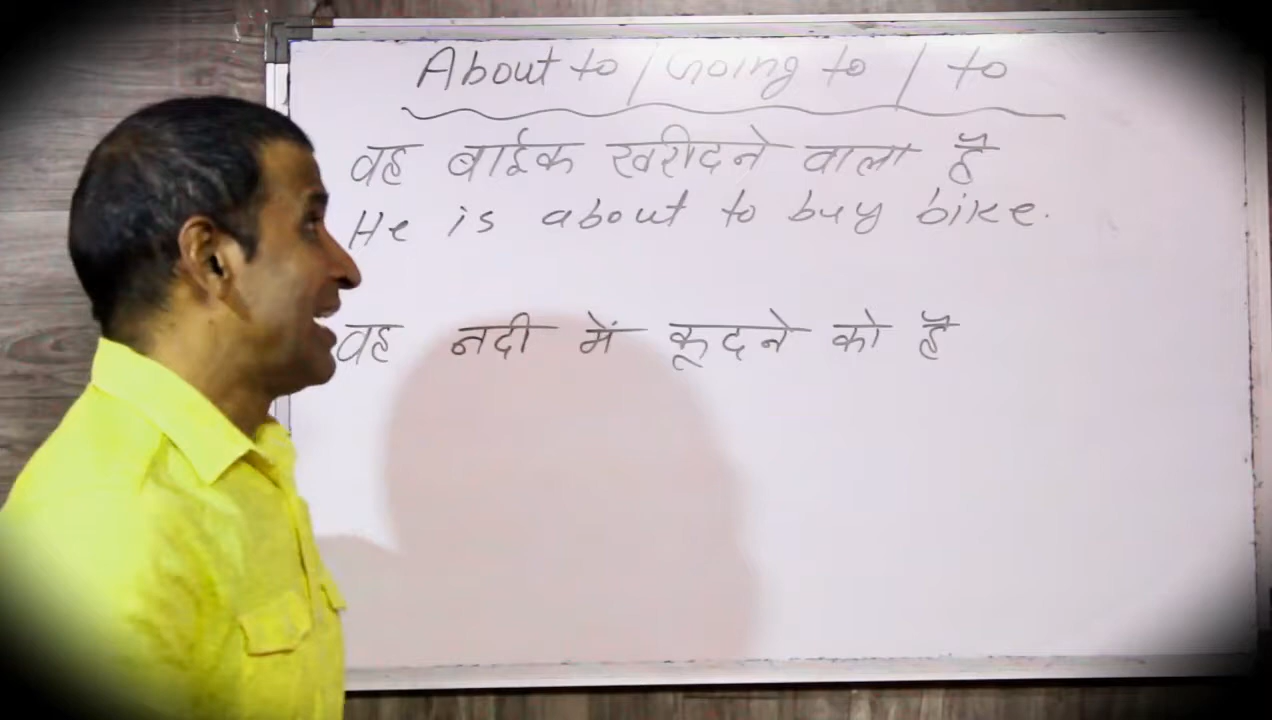 About to / Going to / to
वह बाईक खरीदने वाला है
He is about to buy bike.
वह नदी में कूदने को है